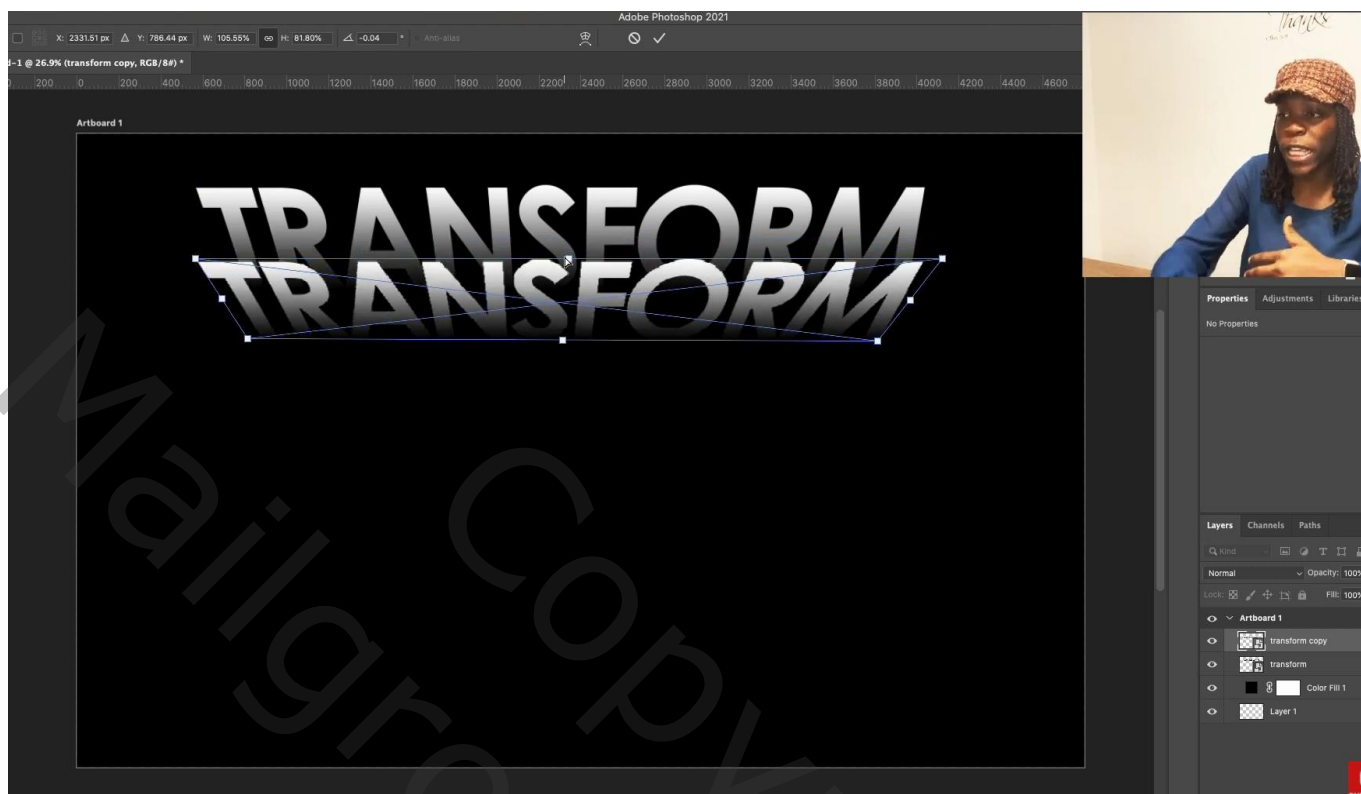 Adobe Photoshop 2021
X: 2331.51 px Y: 786.44 px W: 105.55% H: 81.80% -0.04 ° Anti-alias
d-1 @ 26.9% (transform copy, RGB/8#) *
200 0 200 400 600 800 1000 1200 1400 1600 1800 2000 2200 2400 2600 2800 3000 3200 3400 3600 3800 4000 4200 4400 4600
Thanks
Artboard 1
TRANSFORM
TRANSFORM
Properties Adjustments Libraries
No Properties
Layers Channels Paths
Kind
Normal Opacity: 100%
Lock: Fill: 100%
Artboard 1
transform copy
transform
Color Fill 1
Layer 1